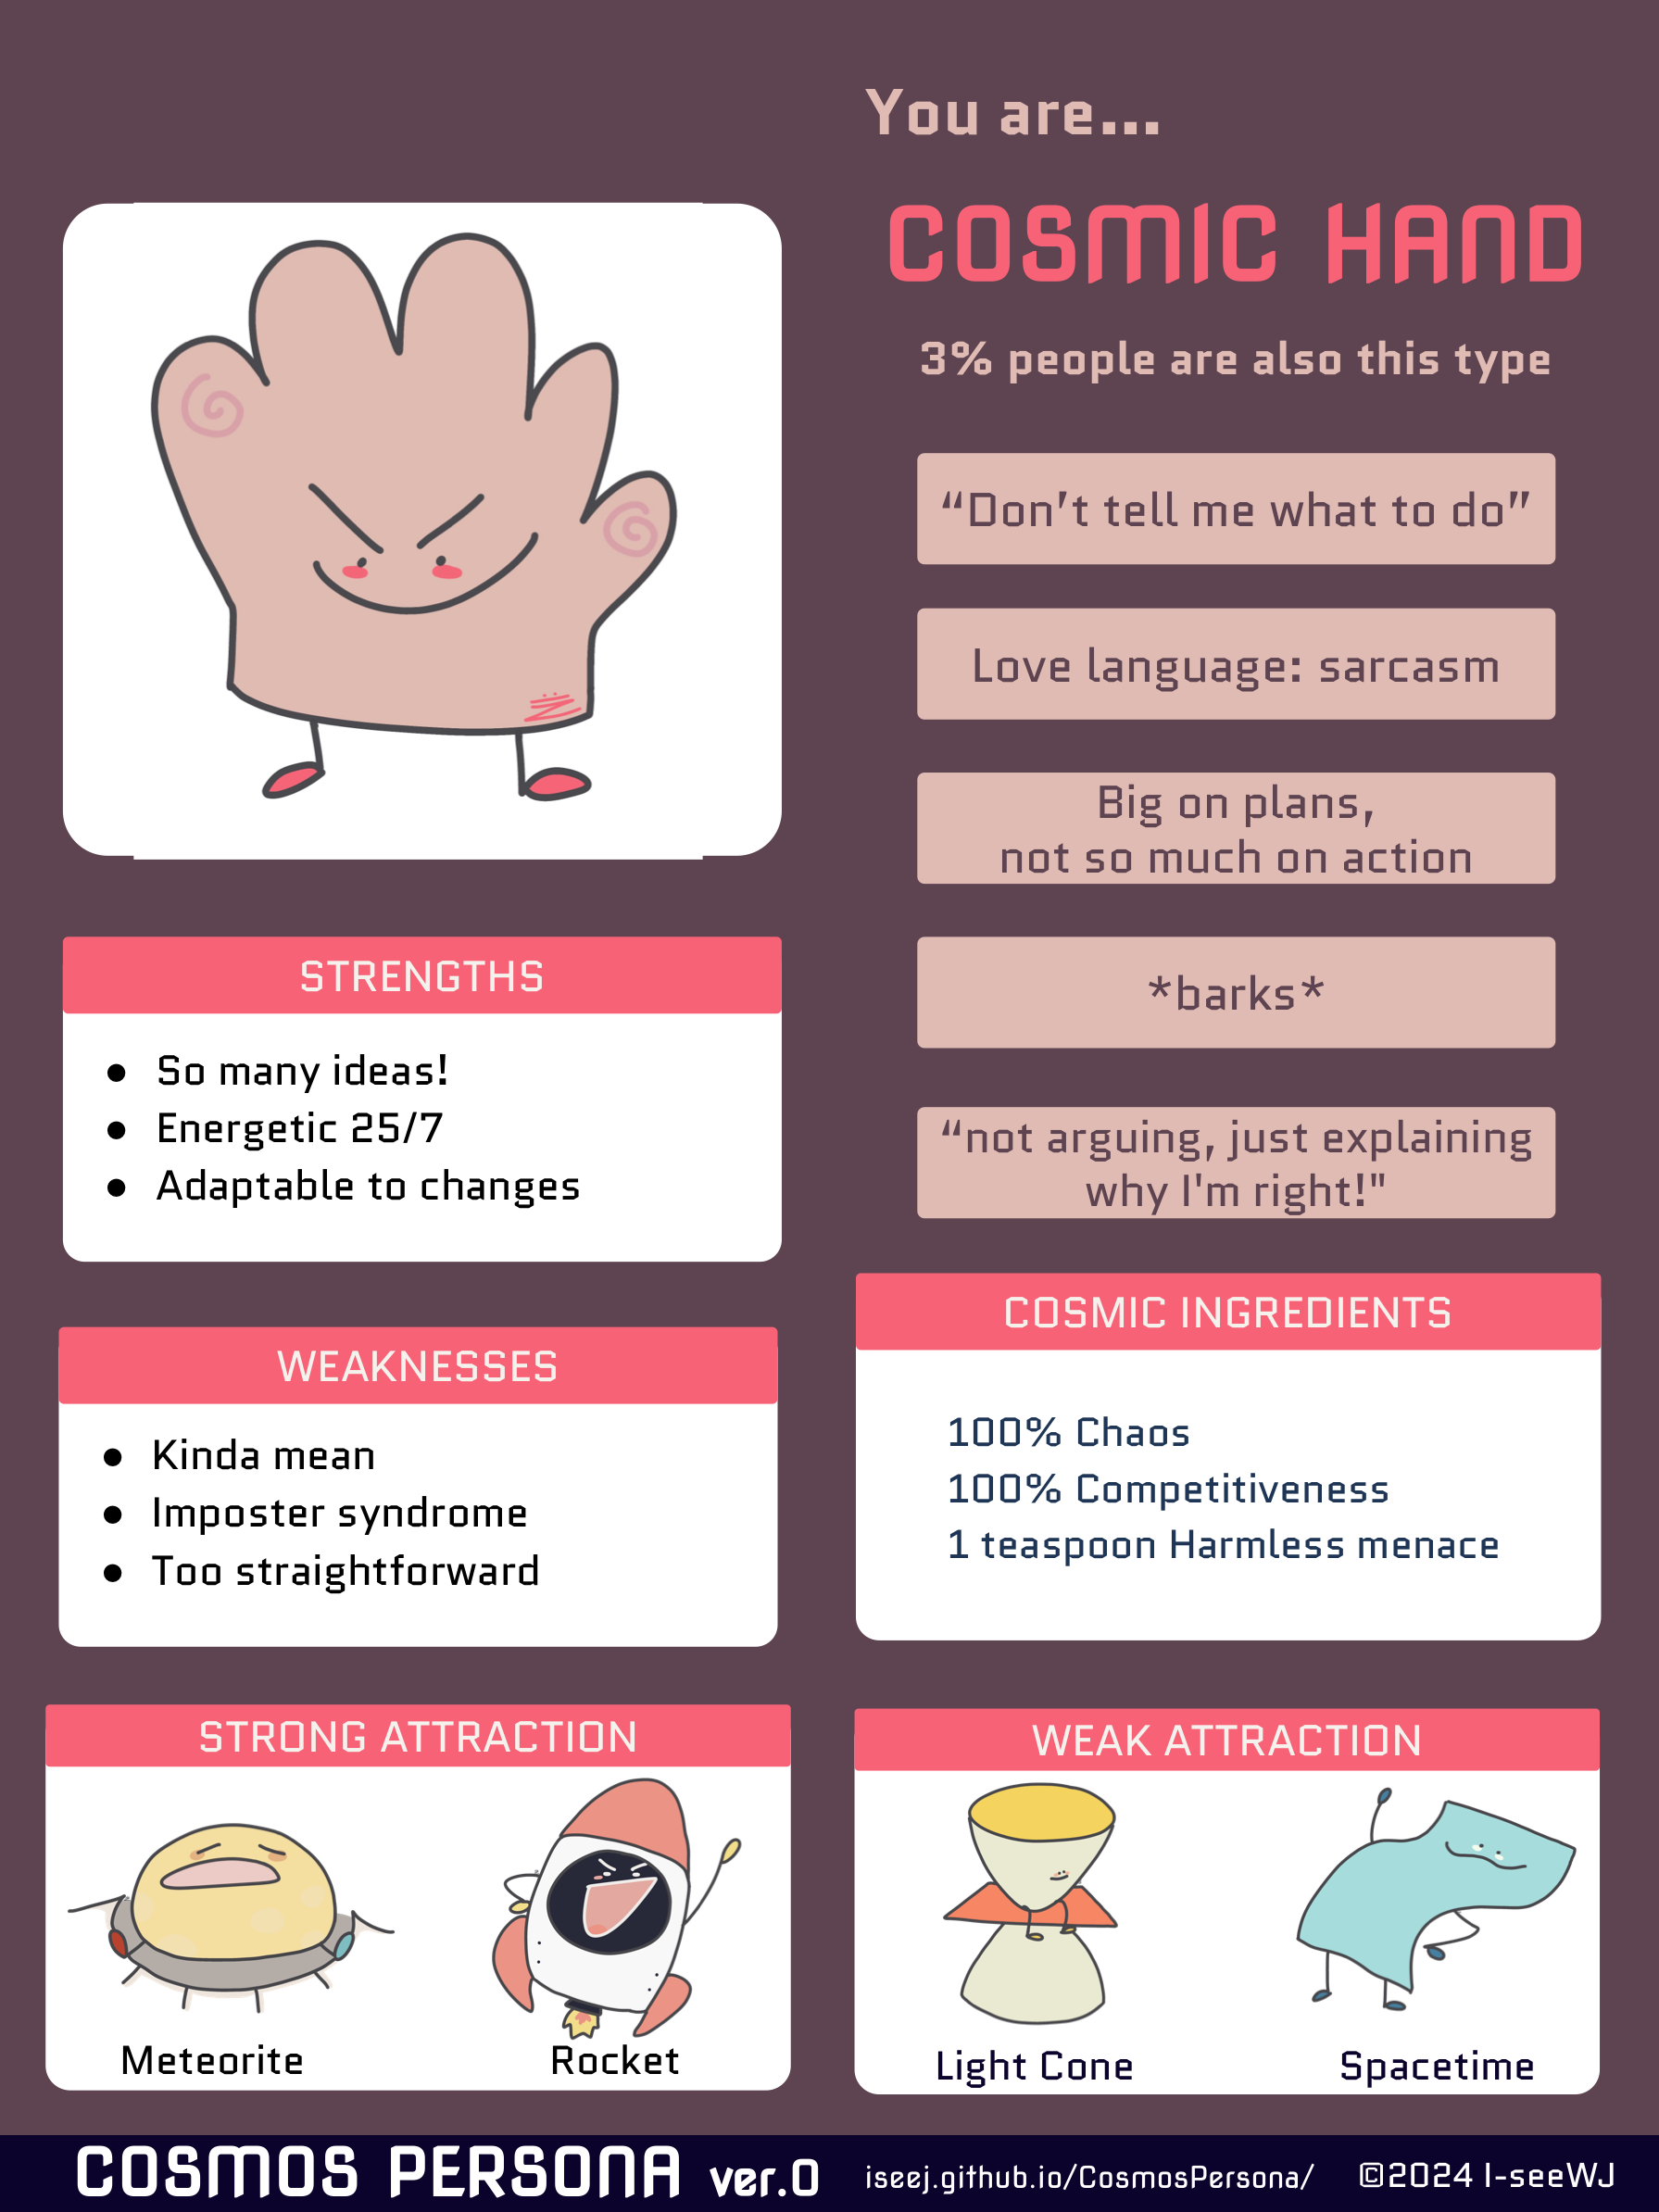 You are...
COSMIC HAND
3% people are also this type
“Don’t tell me what to do”
Love language: sarcasm
Big on plans,
not so much on action
*barks*
“not arguing, just explaining
why I'm right!"
STRENGTHS
● So many ideas!
● Energetic 25/7
● Adaptable to changes
WEAKNESSES
● Kinda mean
● Imposter syndrome
● Too straightforward
COSMIC INGREDIENTS
100% Chaos
100% Competitiveness
1 teaspoon Harmless menace
STRONG ATTRACTION
Meteorite
Rocket
WEAK ATTRACTION
Light Cone
Spacetime
COSMOS PERSONA ver.0
iseej.github.io/CosmosPersona/
©2024 I-seeWJ